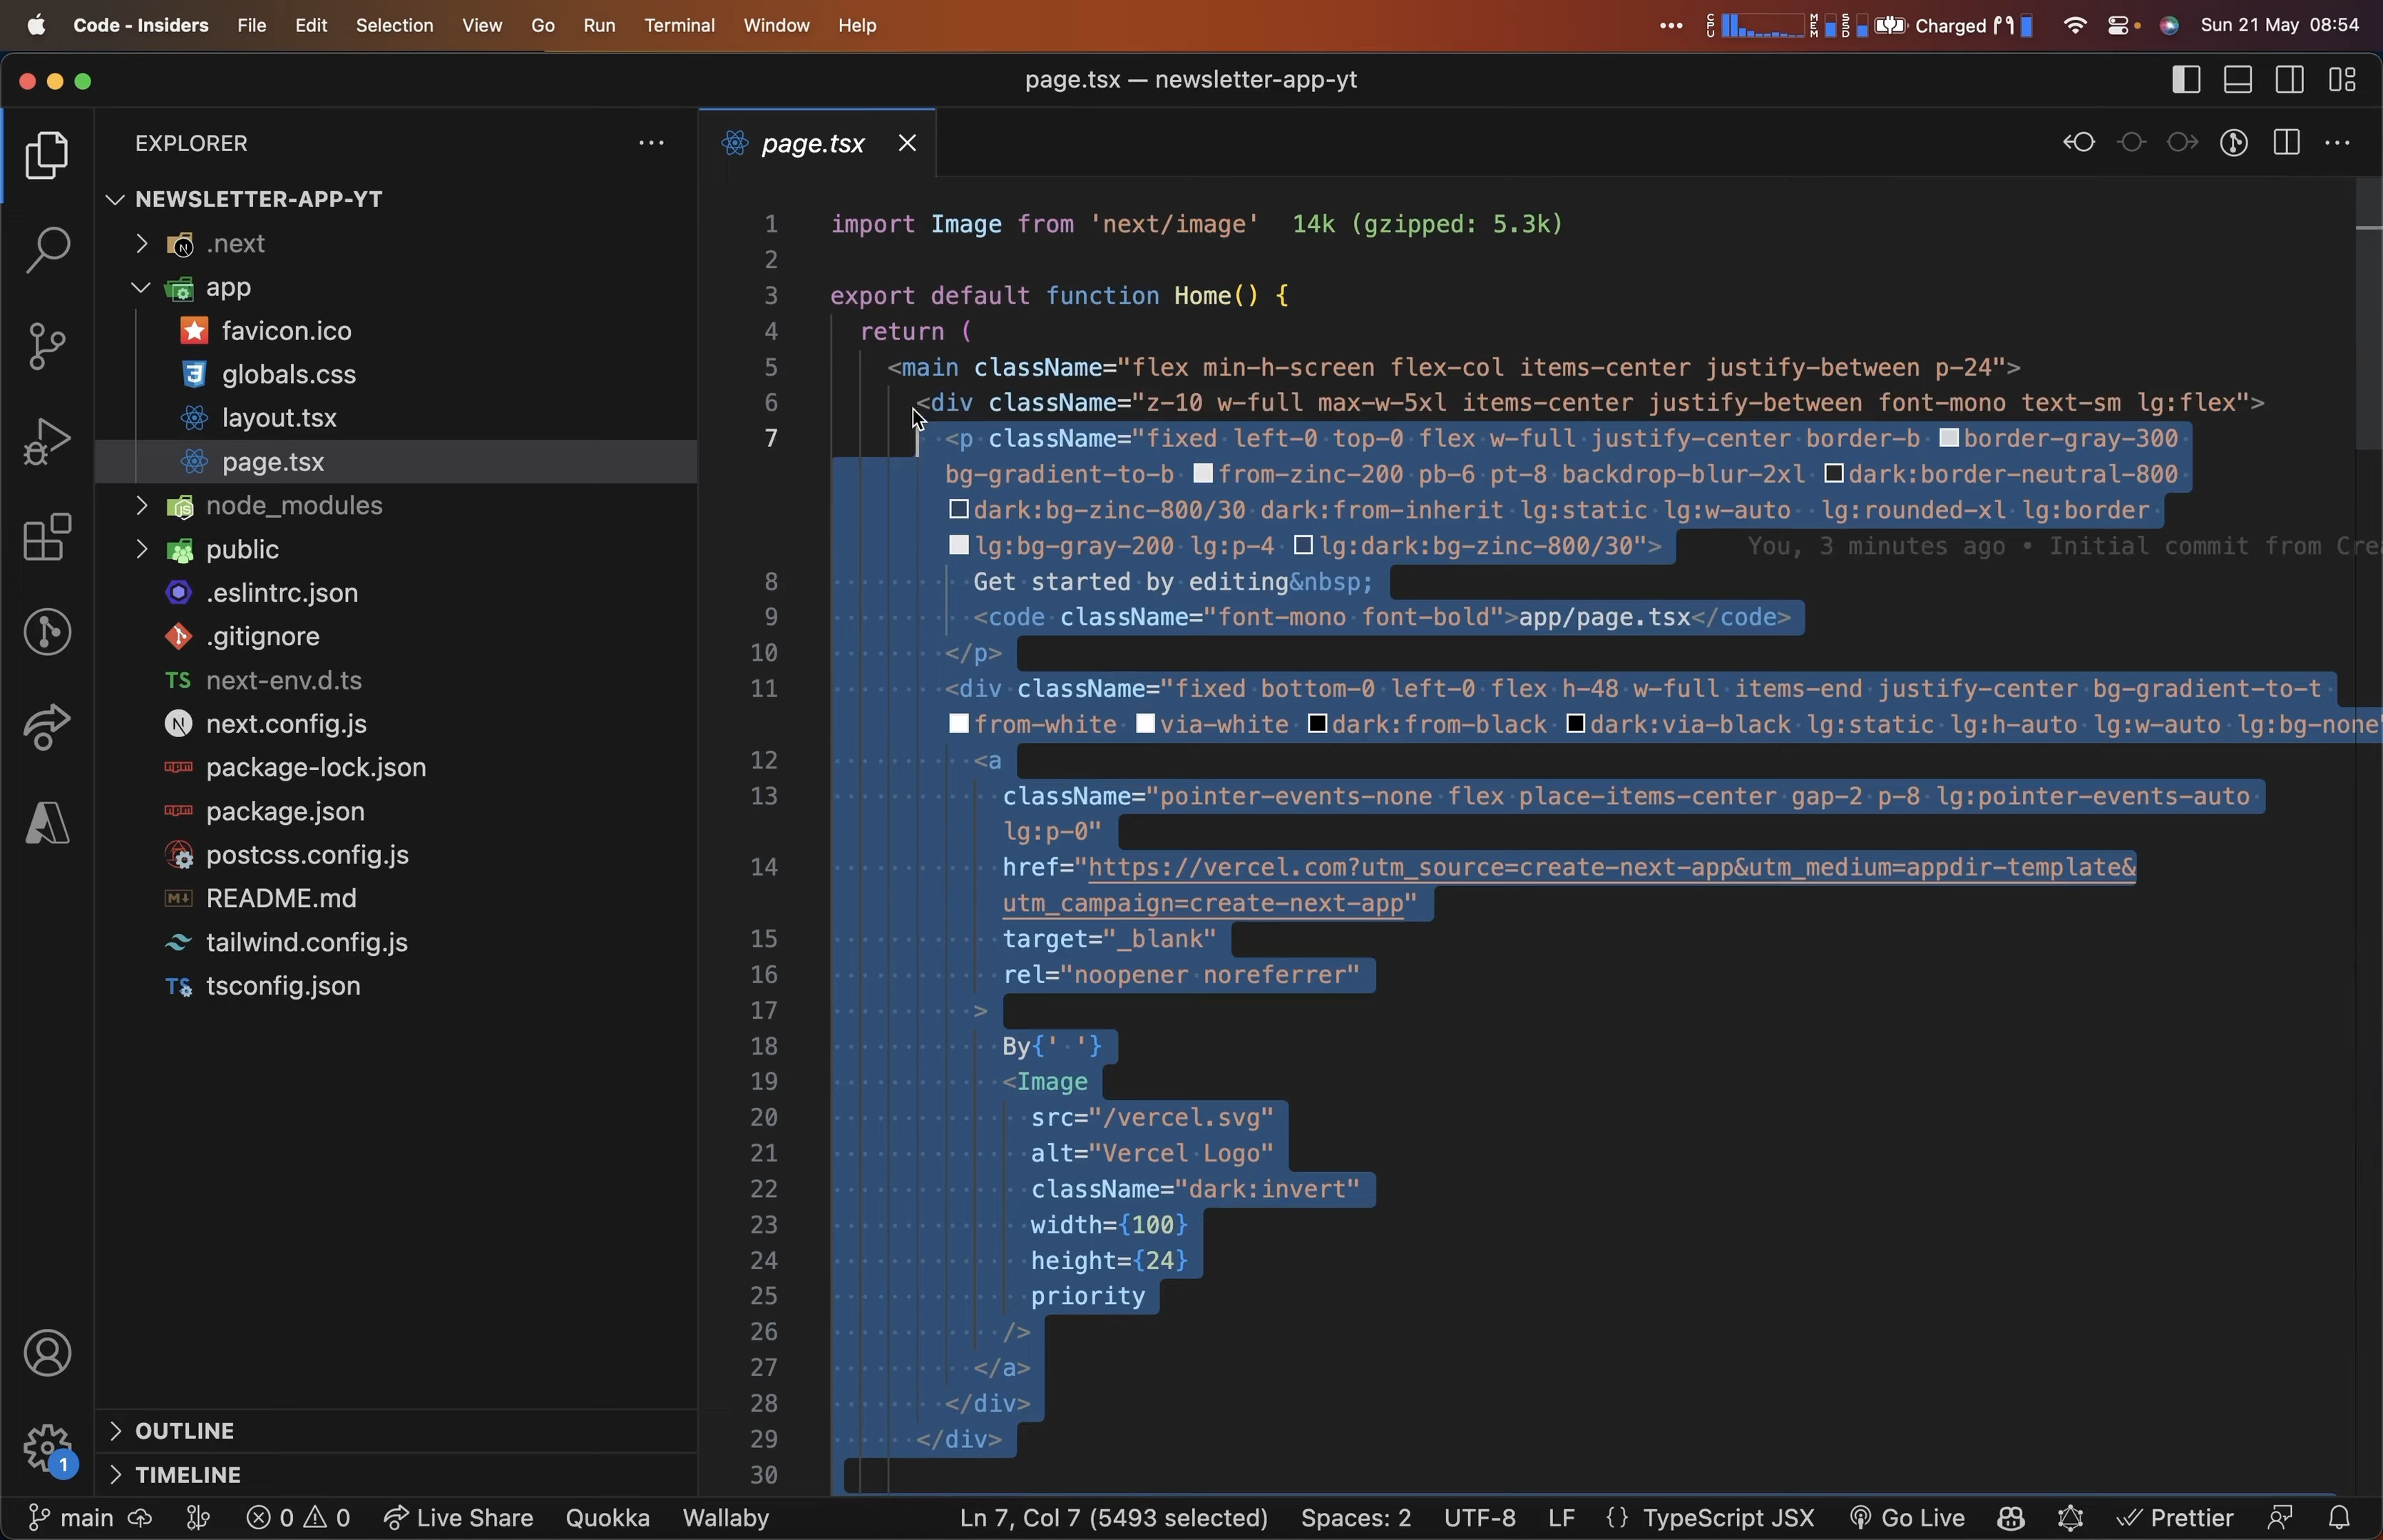 Code - Insiders File Edit Selection View Go Run Terminal Window Help
CPU MEM SSD Charged Sun 21 May 08:54
page.tsx — newsletter-app-yt
EXPLORER
NEWSLETTER-APP-YT
.next
app
favicon.ico
globals.css
layout.tsx
page.tsx
node_modules
public
.eslintrc.json
.gitignore
next-env.d.ts
next.config.js
package-lock.json
package.json
postcss.config.js
README.md
tailwind.config.js
tsconfig.json
OUTLINE
TIMELINE
1
page.tsx
1 import Image from 'next/image' 14k (gzipped: 5.3k)
2
3 export default function Home() {
4 return (
5 <main className="flex min-h-screen flex-col items-center justify-between p-24">
6 <div className="z-10 w-full max-w-5xl items-center justify-between font-mono text-sm lg:flex">
7 <p className="fixed left-0 top-0 flex w-full justify-center border-b border-gray-300
bg-gradient-to-b from-zinc-200 pb-6 pt-8 backdrop-blur-2xl dark:border-neutral-800
dark:bg-zinc-800/30 dark:from-inherit lg:static lg:w-auto  lg:rounded-xl lg:border
lg:bg-gray-200 lg:p-4 lg:dark:bg-zinc-800/30"> You, 3 minutes ago • Initial commit from Cre
8 Get started by editing&nbsp;
9 <code className="font-mono font-bold">app/page.tsx</code>
10 </p>
11 <div className="fixed bottom-0 left-0 flex h-48 w-full items-end justify-center bg-gradient-to-t
from-white via-white dark:from-black dark:via-black lg:static lg:h-auto lg:w-auto lg:bg-none"
12 <a
13 className="pointer-events-none flex place-items-center gap-2 p-8 lg:pointer-events-auto
lg:p-0"
14 href="https://vercel.com?utm_source=create-next-app&utm_medium=appdir-template&
utm_campaign=create-next-app"
15 target="_blank"
16 rel="noopener noreferrer"
17 >
18 By{' '}
19 <Image
20 src="/vercel.svg"
21 alt="Vercel Logo"
22 className="dark:invert"
23 width={100}
24 height={24}
25 priority
26 />
27 </a>
28 </div>
29 </div>
30
main 0 0 Live Share Quokka Wallaby Ln 7, Col 7 (5493 selected) Spaces: 2 UTF-8 LF {} TypeScript JSX Go Live Prettier